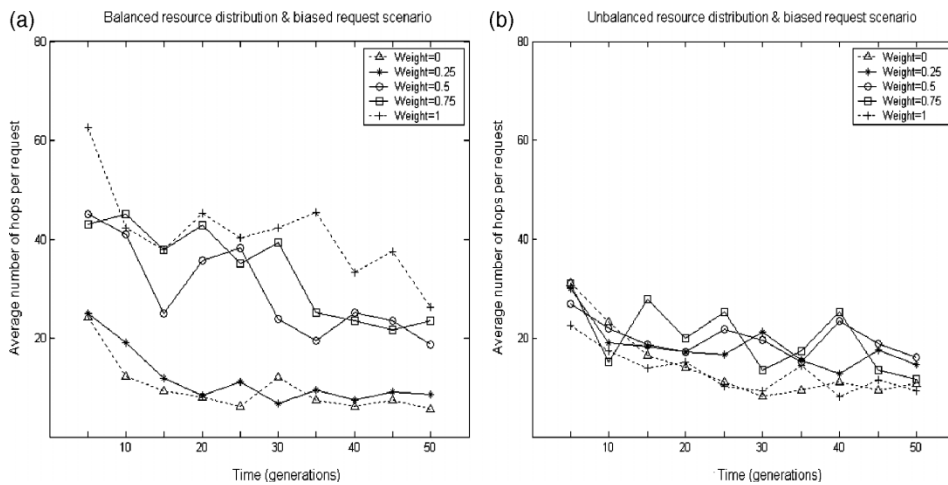 (a)
Balanced resource distribution & biased request scenario
80
60
40
20
Average number of hops per request
Weight=0
Weight=0.25
Weight=0.5
Weight=0.75
Weight=1
10
20
30
40
50
Time (generations)
(b)
Unbalanced resource distribution & biased request scenario
80
60
40
20
Average number of hops per request
Weight=0
Weight=0.25
Weight=0.5
Weight=0.75
Weight=1
10
20
30
40
50
Time (generations)